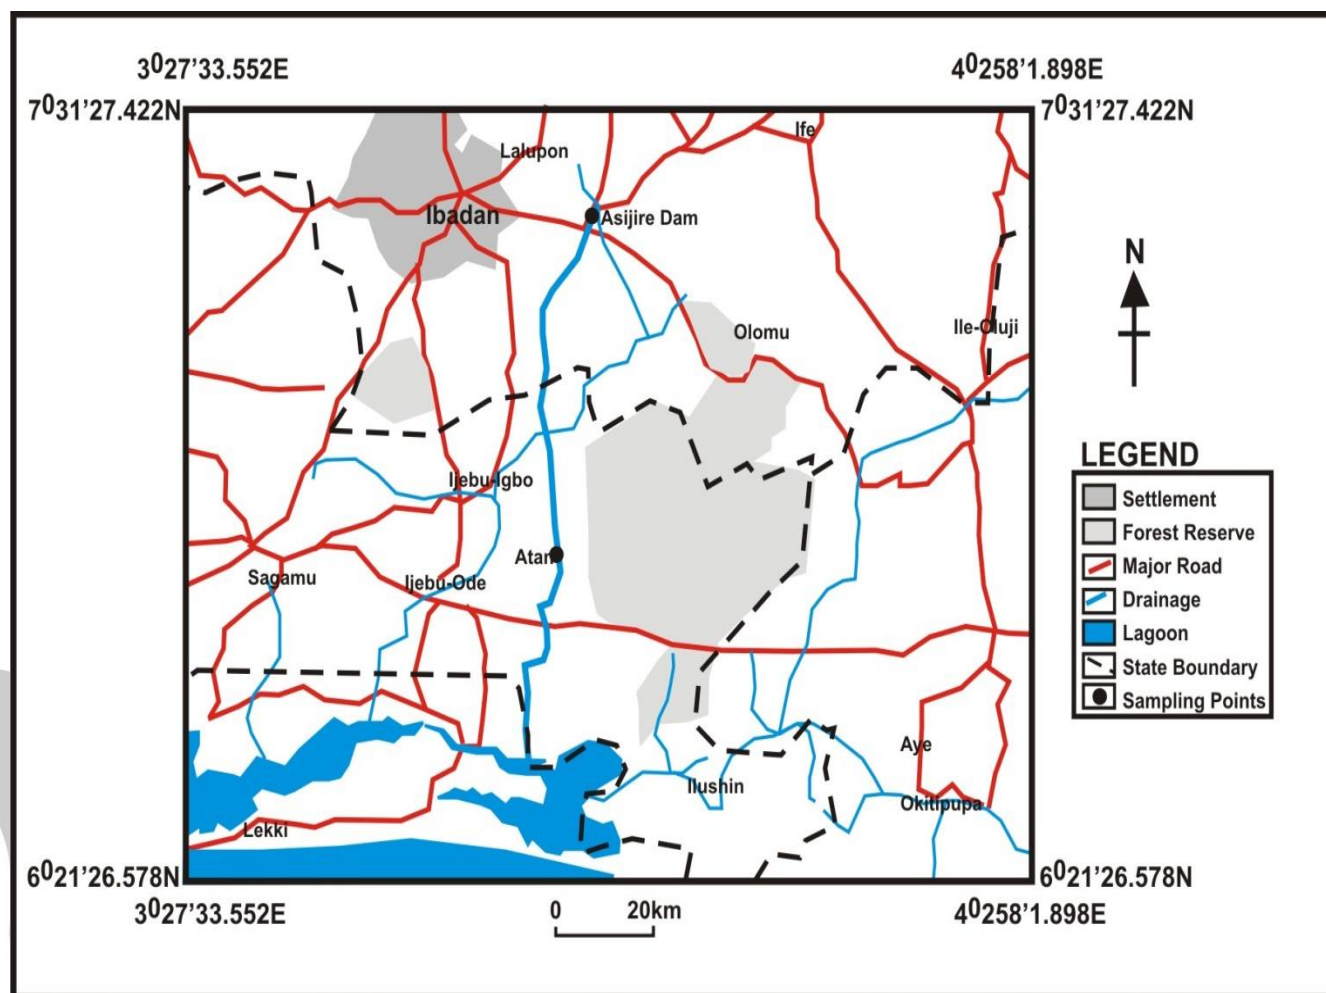 3⁰27’33.552E
4⁰258’1.898E
7⁰31’27.422N
7⁰31’27.422N
Ife
Lalupon
Ibadan
Asijire Dam
N
Ile-Oluji
Olomu
LEGEND
Ijebu-Igbo
Settlement
Forest Reserve
Atan
Major Road
Sagamu
Ijebu-Ode
Drainage
Lagoon
State Boundary
Sampling Points
Aye
Ilushin
Okitipupa
Lekki
6⁰21’26.578N
6⁰21’26.578N
3⁰27’33.552E
0 20km
4⁰258’1.898E